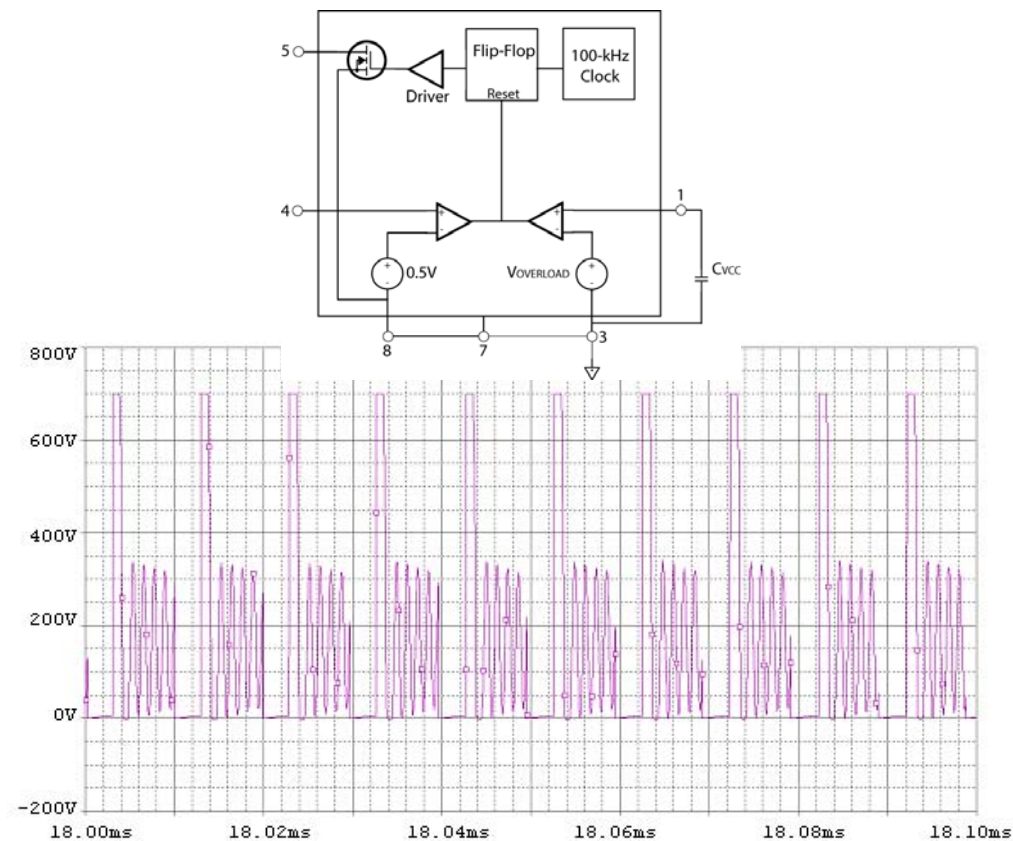 5
Flip-Flop
100-kHz
Clock
Driver
Reset
1
4
0.5V
VOVERLOAD
CVCC
8
7
3
800V
600V
400V
200V
0V
-200V
18.00ms
18.02ms
18.04ms
18.06ms
18.08ms
18.10ms